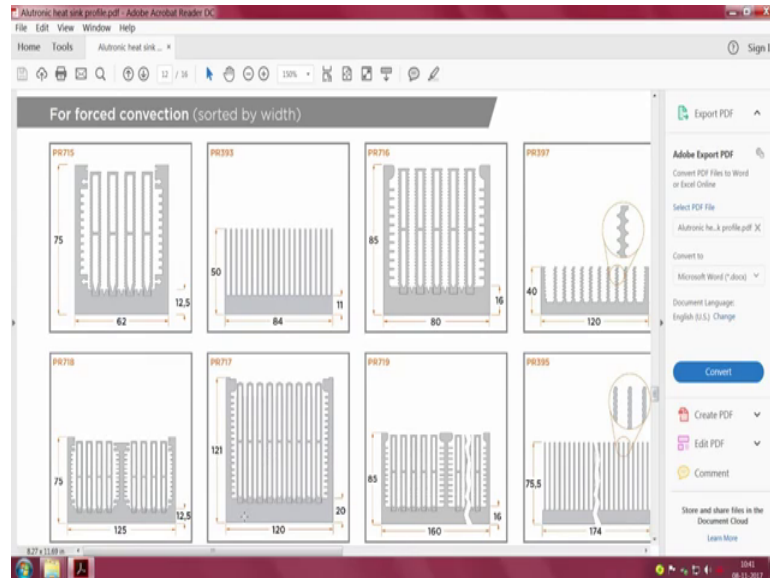 Alutronic heat sink profile.pdf - Adobe Acrobat Reader DC
File Edit View Window Help
Home Tools Alutronic heat sink ... ×
Sign I
12 / 16
150%
For forced convection (sorted by width)
PR715
75
12,5
62
PR393
50
11
84
PR716
85
16
80
PR397
40
120
PR718
75
12,5
125
PR717
121
20
120
PR719
85
16
160
PR395
75,5
174
8.27 x 11.69 in
Export PDF
Adobe Export PDF
Convert PDF Files to Word
or Excel Online
Select PDF File
Alutronic he...k profile.pdf X
Convert to
Microsoft Word (*.docx)
Document Language:
English (U.S.) Change
Convert
Create PDF
Edit PDF
Comment
Store and share files in the
Document Cloud
Learn More
10:41
08-11-2017